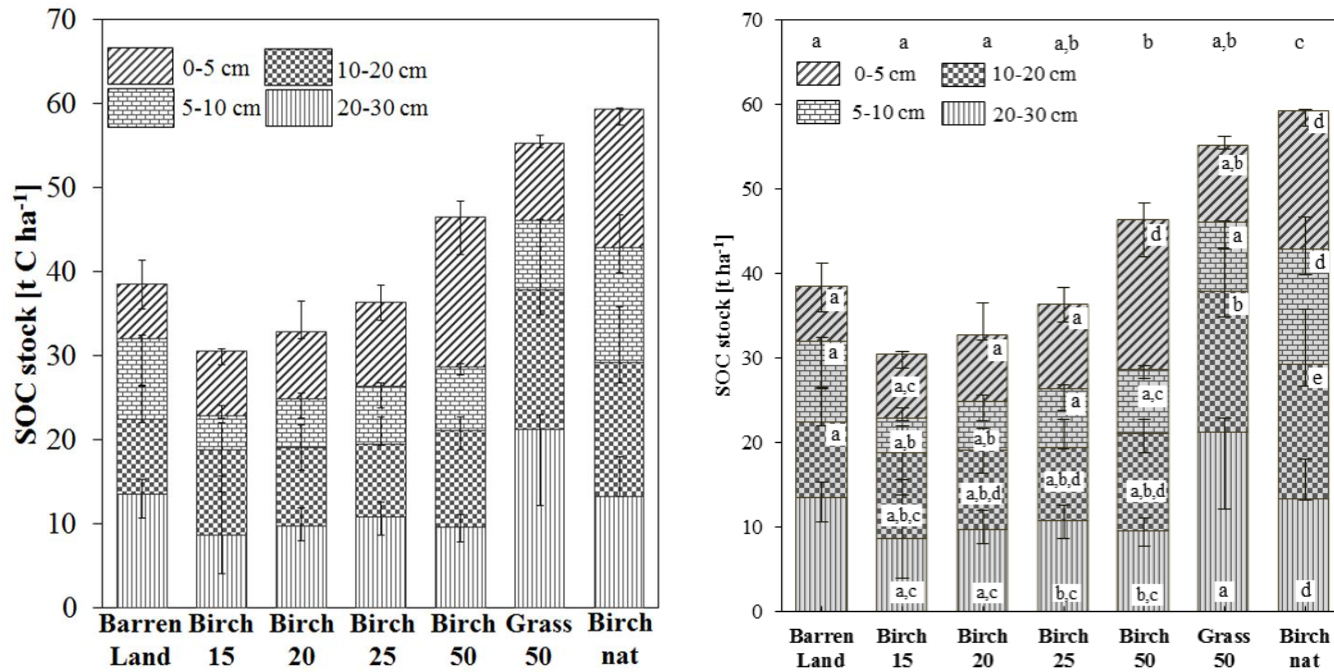 70
60
50
40
30
20
10
0
SOC stock [t C ha⁻¹]
0-5 cm
10-20 cm
5-10 cm
20-30 cm
Barren Land
Birch 15
Birch 20
Birch 25
Birch 50
Grass 50
Birch nat
70
60
50
40
30
20
10
0
SOC stock [t ha⁻¹]
a a a a,b b a,b c
0-5 cm
10-20 cm
5-10 cm
20-30 cm
a
a
a
a,c
a,b
a,b,c
a,c
a
a,b
a,b,d
a,c
a
a
a,b,d
b,c
d
a,c
a,b,d
b,c
a,b
a
b
a
d
d
e
d
Barren Land
Birch 15
Birch 20
Birch 25
Birch 50
Grass 50
Birch nat